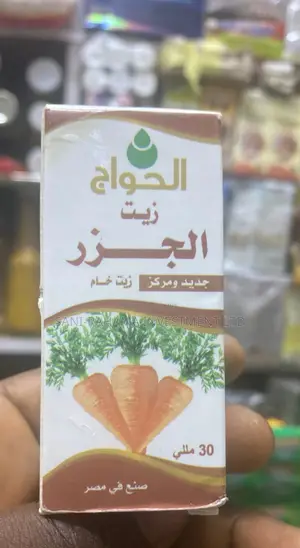 الحواج
زيت
الجزر
جديد ومركز زيت خام
30 مللي
صنع في مصر